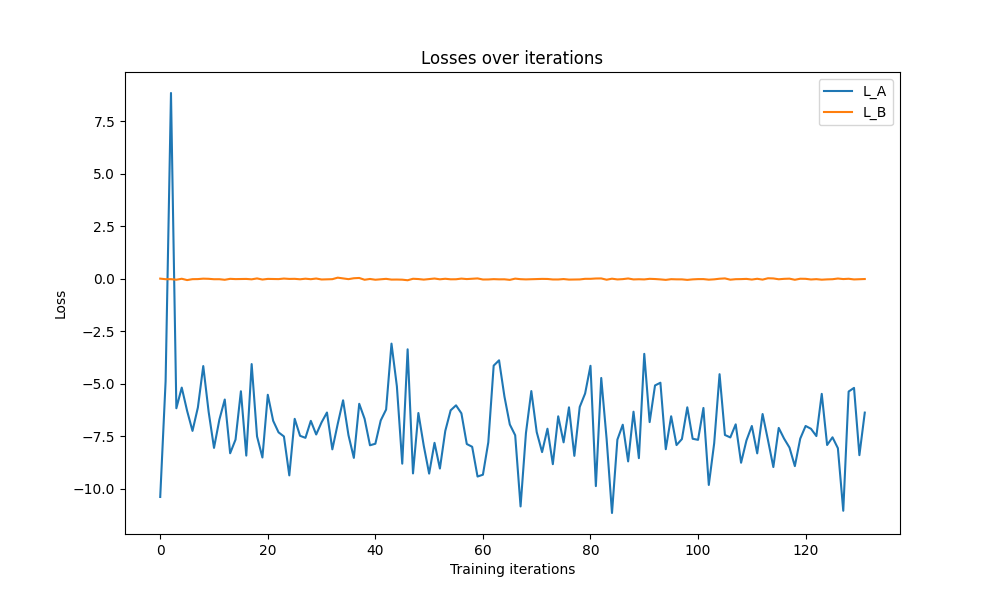 Losses over iterations
L_A
L_B
7.5
5.0
2.5
0.0
−2.5
−5.0
−7.5
−10.0
Loss
0 20 40 60 80 100 120
Training iterations